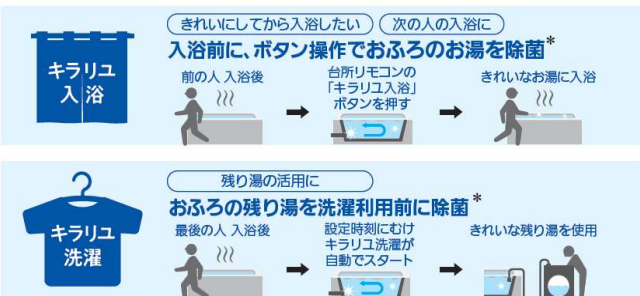 キラリユ
入浴
きれいにしてから入浴したい
次の人の入浴に
入浴前に、ボタン操作でおふろのお湯を除菌*
前の人 入浴後
台所リモコンの
「キラリユ入浴」
ボタンを押す
きれいなお湯に入浴
キラリユ
洗濯
残り湯の活用に
おふろの残り湯を洗濯利用前に除菌*
最後の人 入浴後
設定時刻にむけ
キラリユ洗濯が
自動でスタート
きれいな残り湯を使用